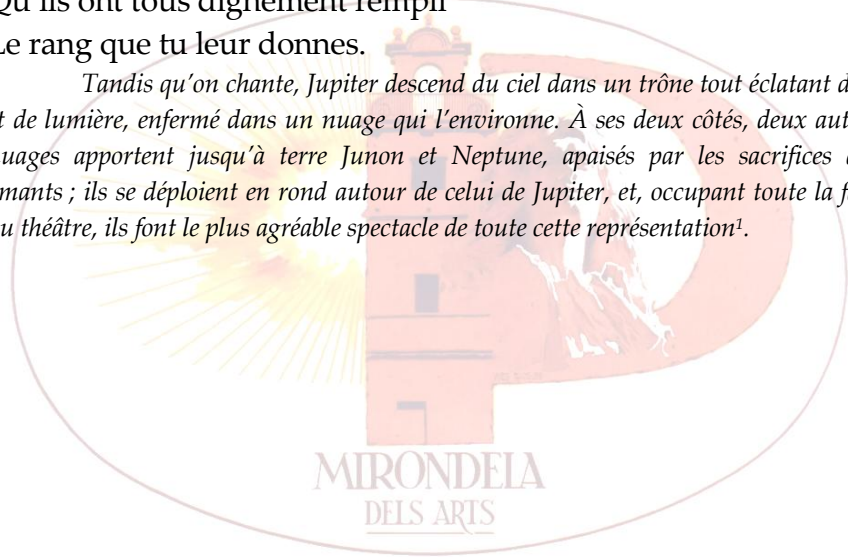 Qu'ils ont tous dignement rempli
Le rang que tu leur donnes.
Tandis qu'on chante, Jupiter descend du ciel dans un trône tout éclatant d
t de lumière, enfermé dans un nuage qui l'environne. À ses deux côtés, deux aut
uages apportent jusqu'à terre Junon et Neptune, apaisés par les sacrifices d
mants ; ils se déploient en rond autour de celui de Jupiter, et, occupant toute la f
u théâtre, ils font le plus agréable spectacle de toute cette représentation¹.
MIRONDELA
DELS ARTS